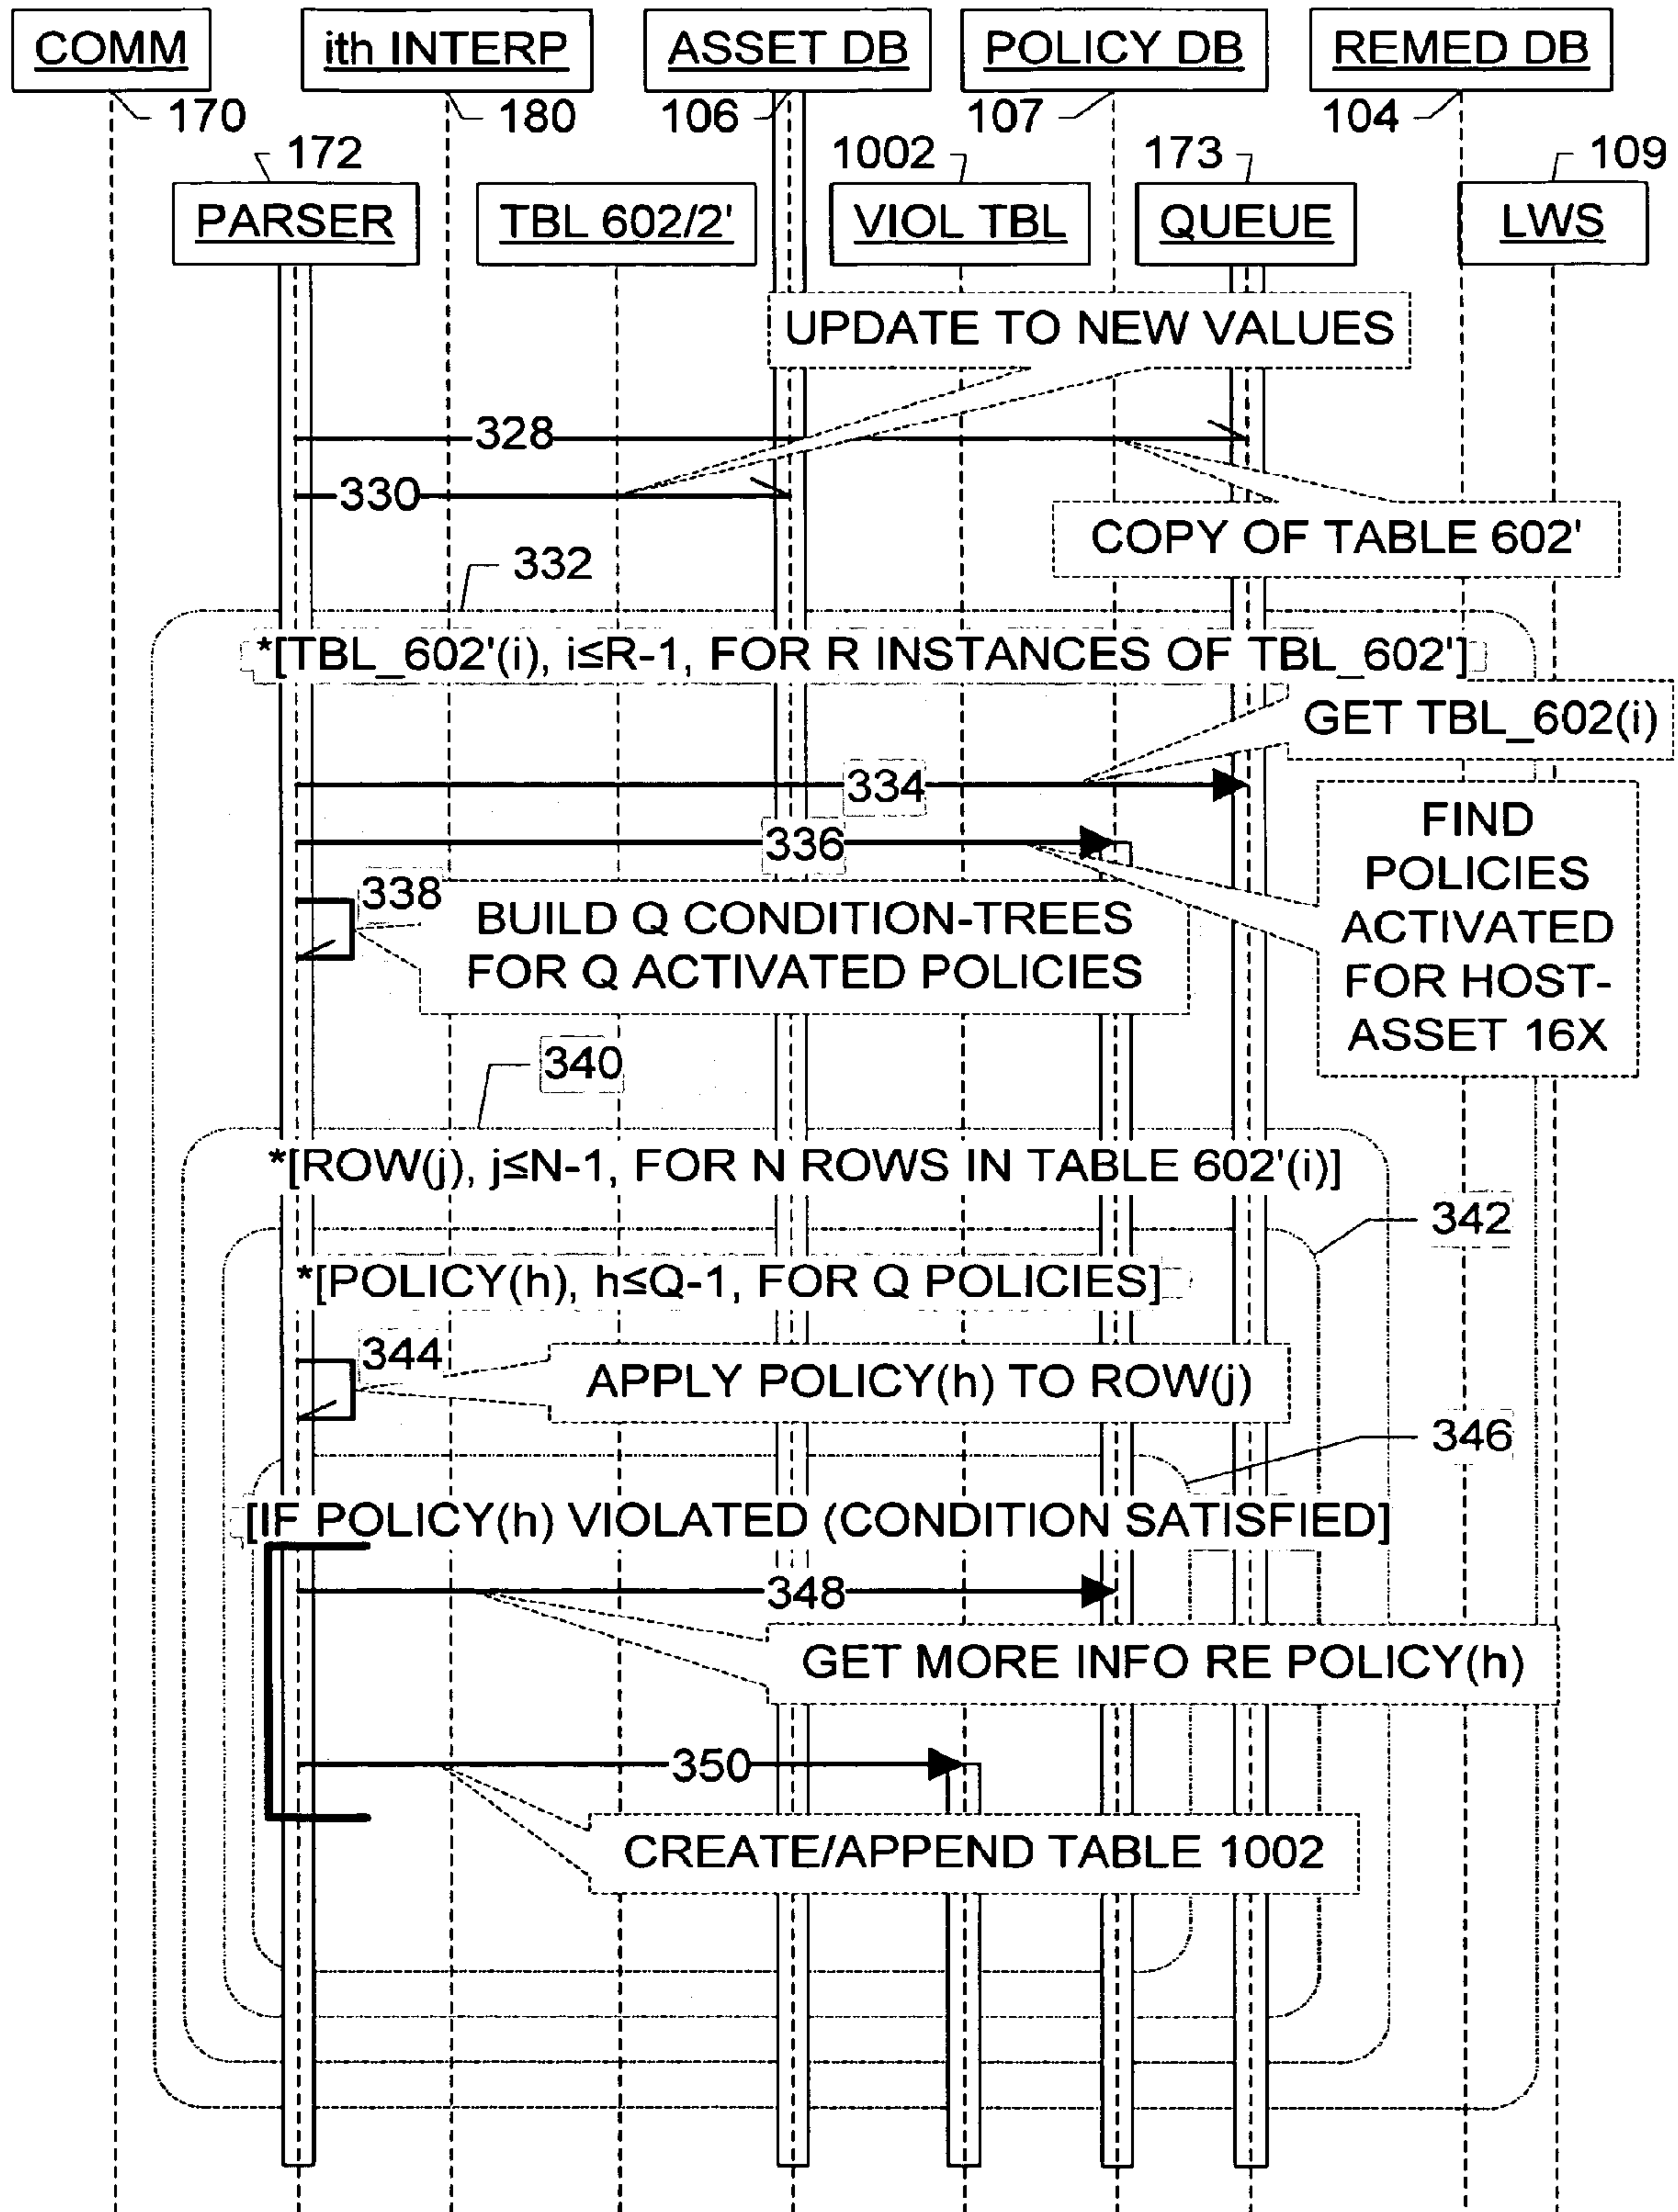 COMM
ith INTERP
ASSET DB
POLICY DB
REMED DB
170
180
106
107
104
172
1002
173
109
PARSER
TBL 602/2'
VIOL TBL
QUEUE
LWS
UPDATE TO NEW VALUES
328
330
COPY OF TABLE 602'
332
*[TBL_602'(i), i≤R-1, FOR R INSTANCES OF TBL_602']
GET TBL_602(i)
334
336
FIND
POLICIES
ACTIVATED
FOR HOST-
ASSET 16X
338
BUILD Q CONDITION-TREES
FOR Q ACTIVATED POLICIES
340
*[ROW(j), j≤N-1, FOR N ROWS IN TABLE 602'(i)]
342
*[POLICY(h), h≤Q-1, FOR Q POLICIES]
344
APPLY POLICY(h) TO ROW(j)
346
[IF POLICY(h) VIOLATED (CONDITION SATISFIED]
348
GET MORE INFO RE POLICY(h)
350
CREATE/APPEND TABLE 1002